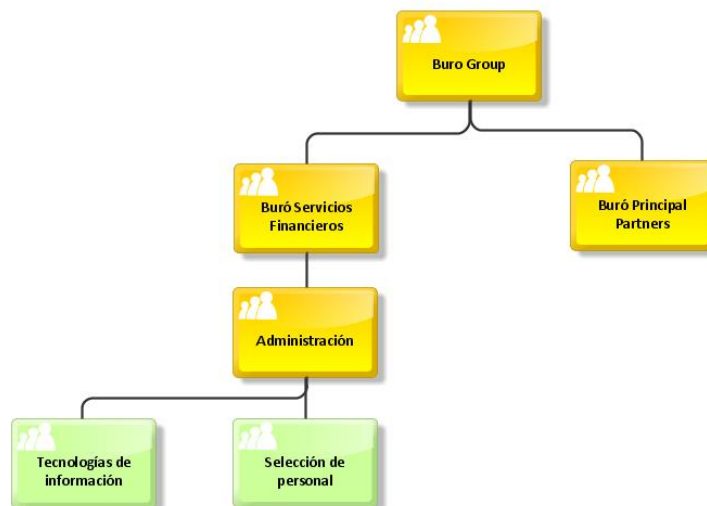 Buro Group
Buró Servicios
Financieros
Buró Principal
Partners
Administración
Tecnologías de
información
Selección de
personal